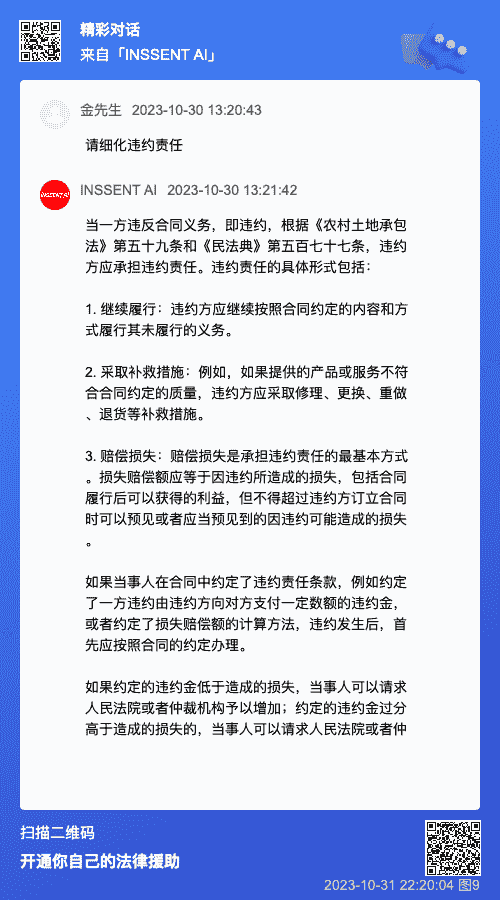 精彩对话
来自「INSSENT AI」
金先生 2023-10-30 13:20:43
请细化违约责任
INSSENT AI
INSSENT AI 2023-10-30 13:21:42
当一方违反合同义务，即违约，根据《农村土地承包
法》第五十九条和《民法典》第五百七十七条，违约
方应承担违约责任。违约责任的具体形式包括：
1. 继续履行：违约方应继续按照合同约定的内容和方
式履行其未履行的义务。
2. 采取补救措施：例如，如果提供的产品或服务不符
合合同约定的质量，违约方应采取修理、更换、重做
、退货等补救措施。
3. 赔偿损失：赔偿损失是承担违约责任的最基本方式
。损失赔偿额应等于因违约所造成的损失，包括合同
履行后可以获得的利益，但不得超过违约方订立合同
时可以预见或者应当预见到的因违约可能造成的损失
。
如果当事人在合同中约定了违约责任条款，例如约定
了一方违约由违约方向对方支付一定数额的违约金，
或者约定了损失赔偿额的计算方法，违约发生后，首
先应按照合同的约定办理。
如果约定的违约金低于造成的损失，当事人可以请求
人民法院或者仲裁机构予以增加；约定的违约金过分
高于造成的损失的，当事人可以请求人民法院或者仲
扫描二维码
开通你自己的法律援助
2023-10-31 22:20:04 图9